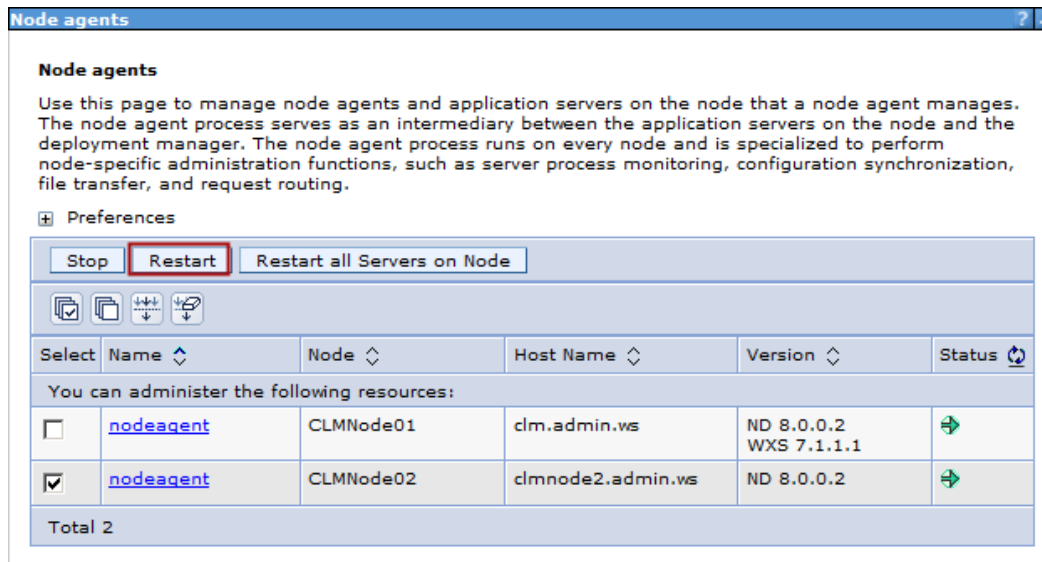 Node agents ?
Node agents
Use this page to manage node agents and application servers on the node that a node agent manages.
The node agent process serves as an intermediary between the application servers on the node and the
deployment manager. The node agent process runs on every node and is specialized to perform
node-specific administration functions, such as server process monitoring, configuration synchronization,
file transfer, and request routing.
Preferences
Stop Restart Restart all Servers on Node
Select Name Node Host Name Version Status
You can administer the following resources:
nodeagent CLMNode01 clm.admin.ws ND 8.0.0.2
WXS 7.1.1.1
nodeagent CLMNode02 clmnode2.admin.ws ND 8.0.0.2
Total 2